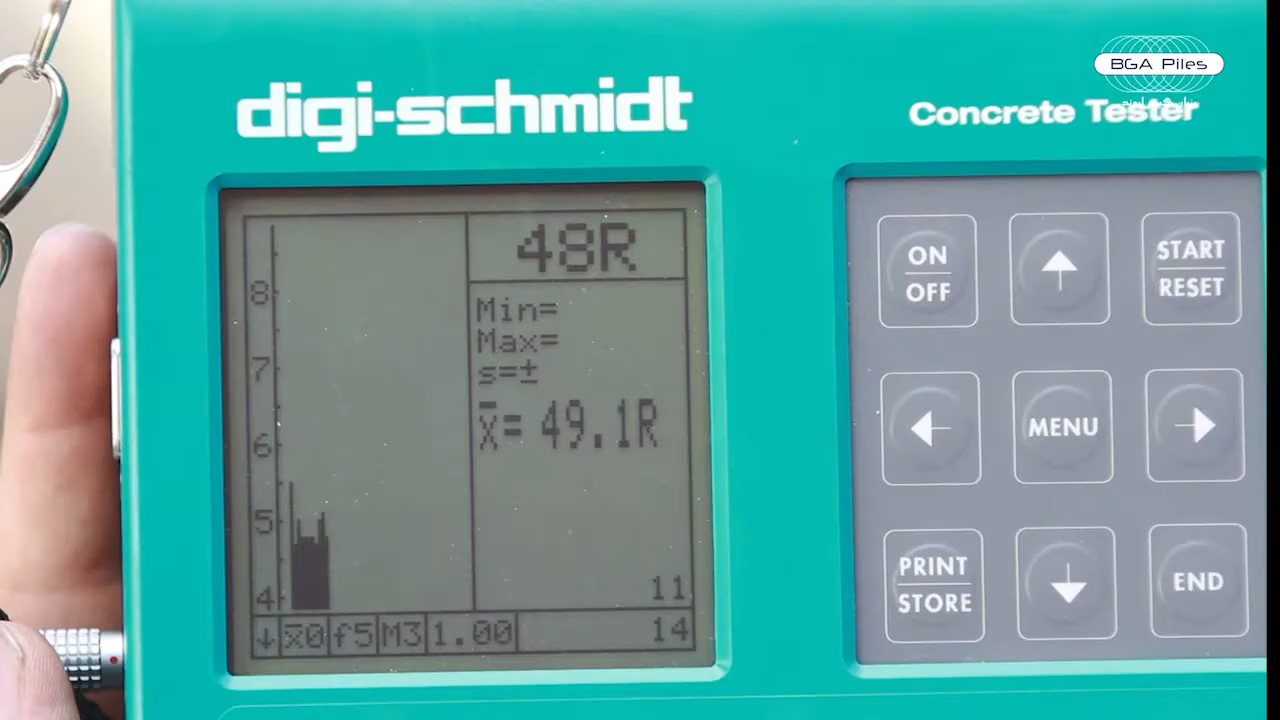 BGA Piles
digi-schmidt
Concrete Tester
48R
Min=
Max=
s=±
x̄= 49.1R
8
7
6
5
4
11
↓ x̄0 f5 M3 1.00 14
ON
OFF
↑
START
RESET
←
MENU
→
PRINT
STORE
↓
END